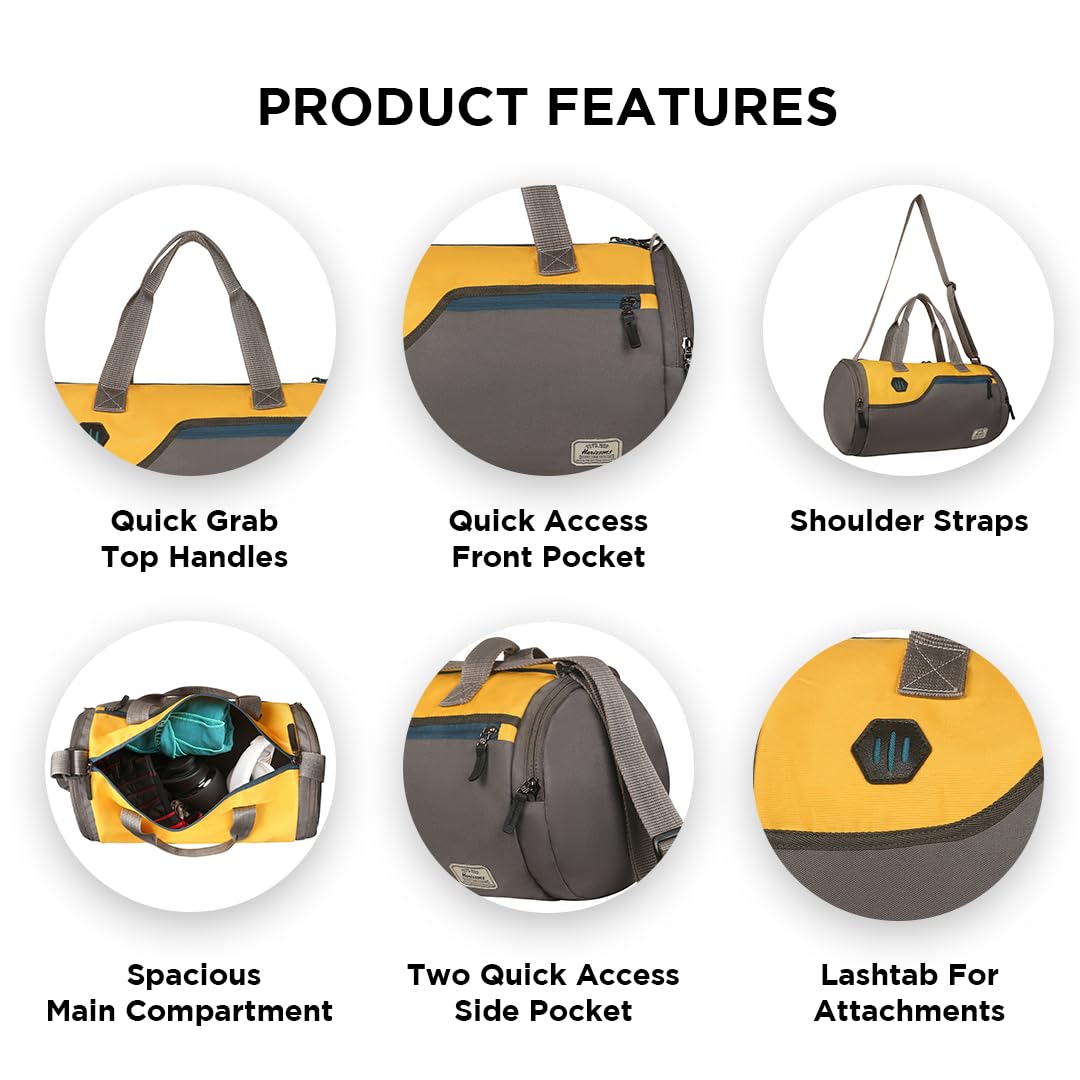 PRODUCT FEATURES
Quick Grab
Top Handles
Quick Access
Front Pocket
Shoulder Straps
Horizons
Spacious
Main Compartment
Two Quick Access
Side Pocket
Lashtab For
Attachments